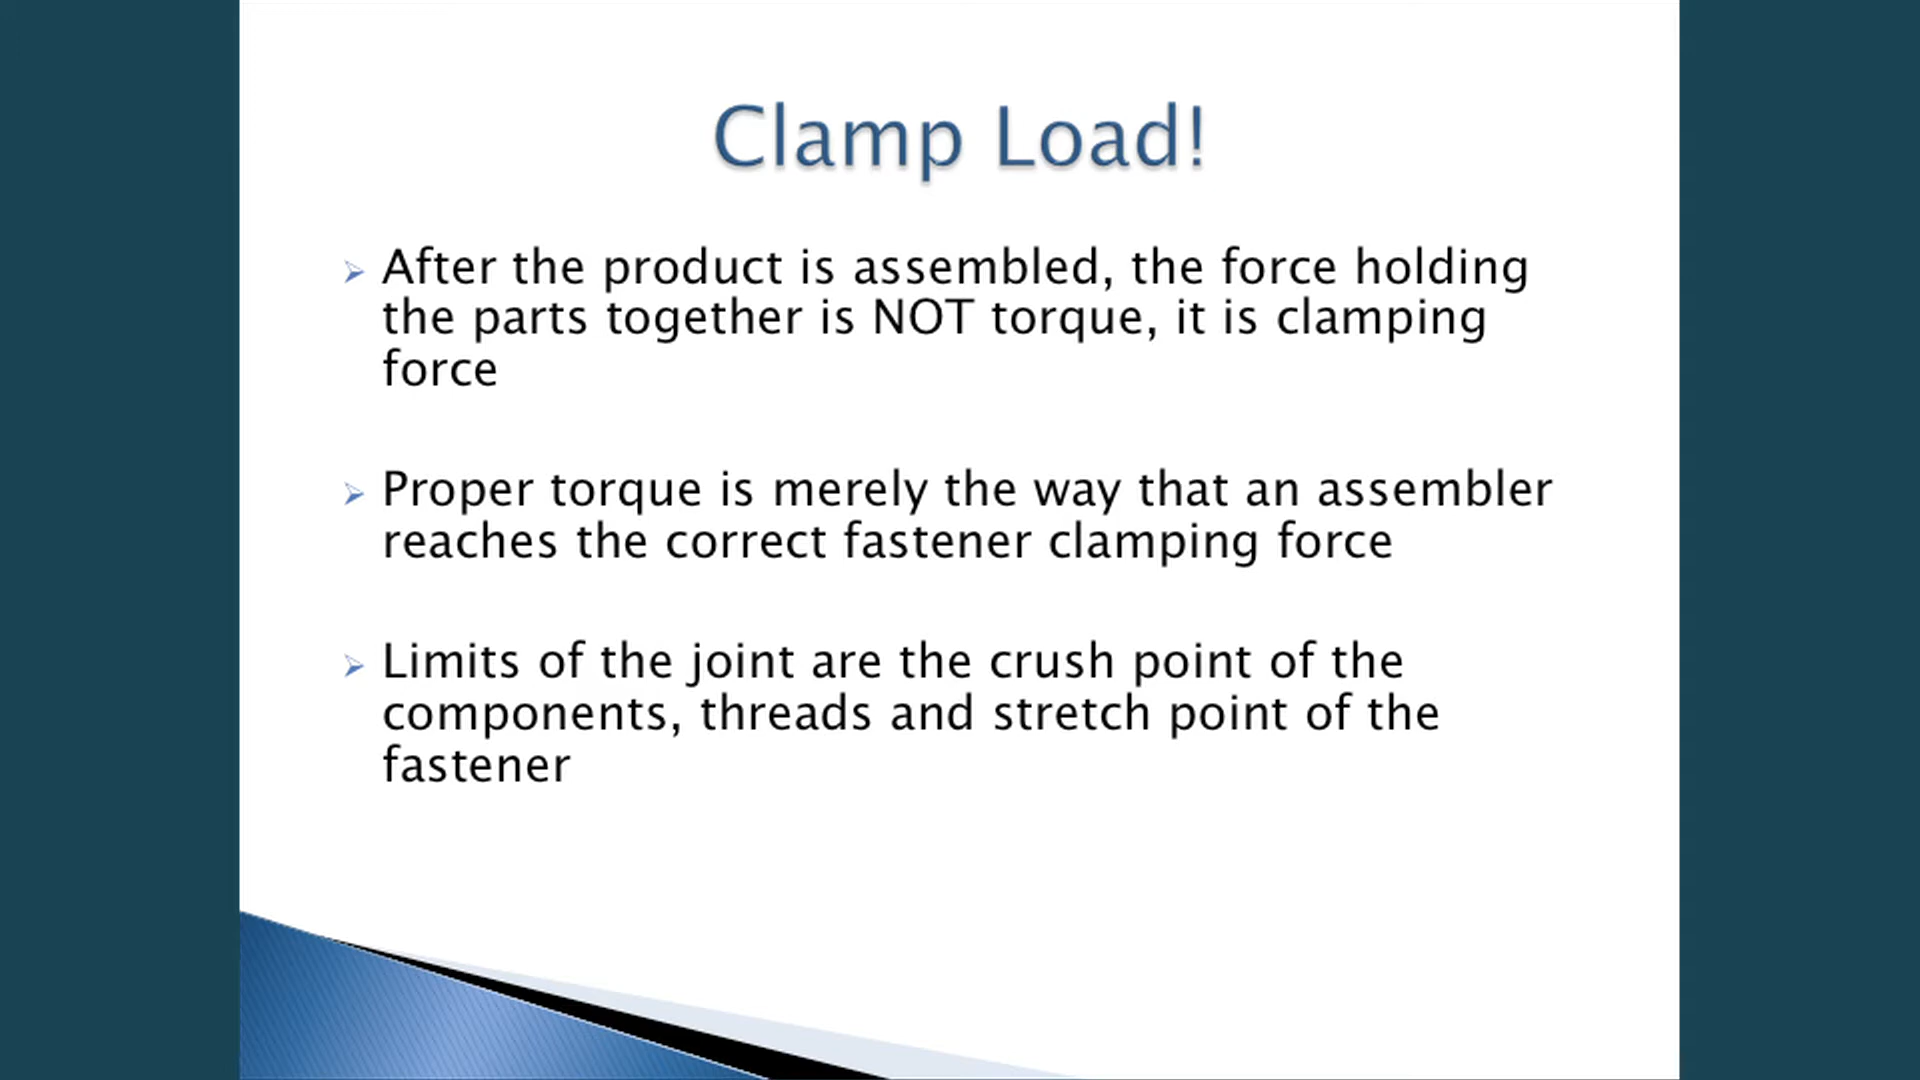 Clamp Load!
After the product is assembled, the force holding
the parts together is NOT torque, it is clamping
force
Proper torque is merely the way that an assembler
reaches the correct fastener clamping force
Limits of the joint are the crush point of the
components, threads and stretch point of the
fastener